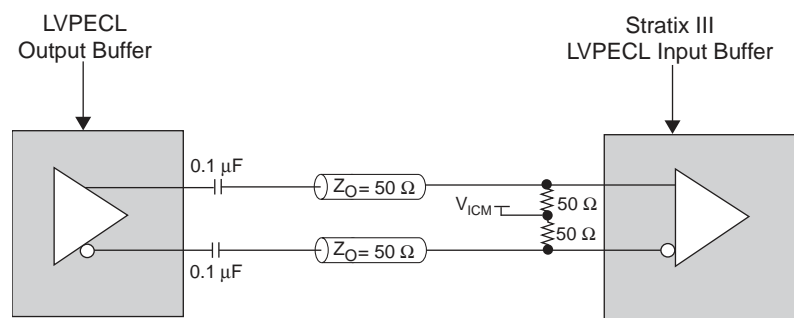 LVPECL
Output Buffer
Stratix III
LVPECL Input Buffer
0.1 μF
Z_O = 50 Ω
V_ICM
50 Ω
50 Ω
Z_O = 50 Ω
0.1 μF